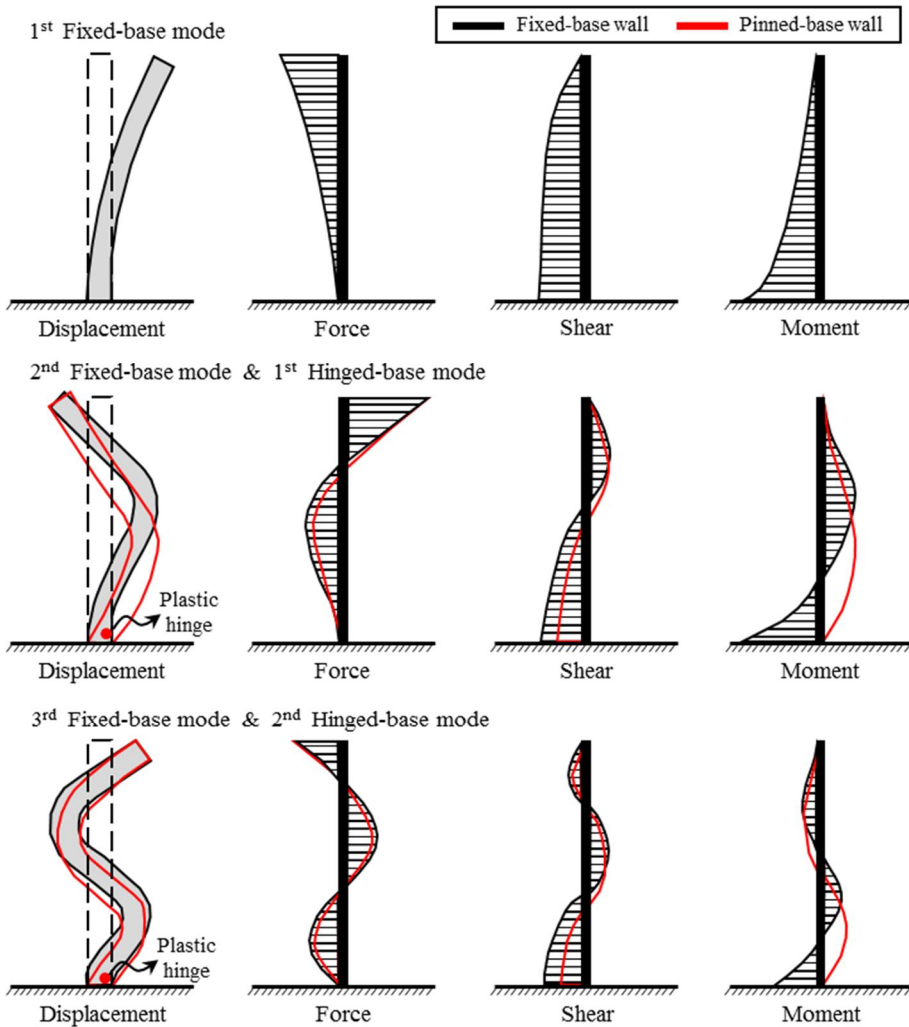 1st Fixed-base mode
Fixed-base wall Pinned-base wall
Displacement Force Shear Moment
2nd Fixed-base mode & 1st Hinged-base mode
Plastic
hinge
Displacement Force Shear Moment
3rd Fixed-base mode & 2nd Hinged-base mode
Plastic
hinge
Displacement Force Shear Moment